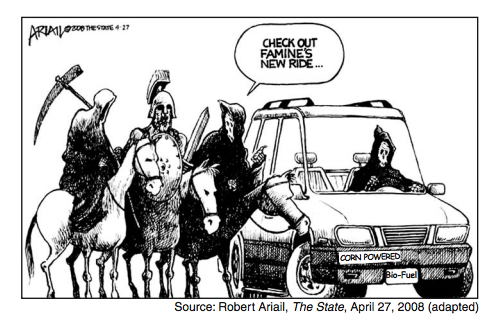 ARIAIL ©2008 THE STATE 4-27
CHECK OUT
FAMINE'S
NEW RIDE...
CORN POWERED
Bio-Fuel
Source: Robert Ariail, The State, April 27, 2008 (adapted)